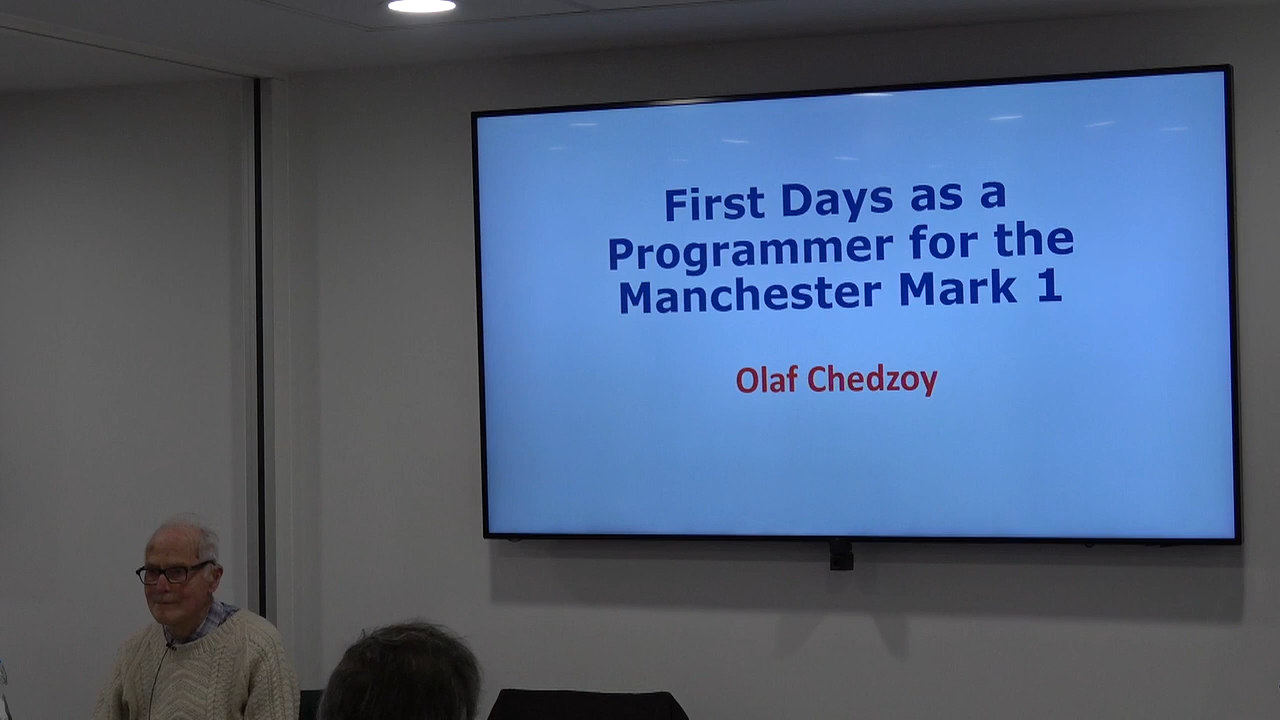 First Days as a
Programmer for the
Manchester Mark 1
Olaf Chedzoy